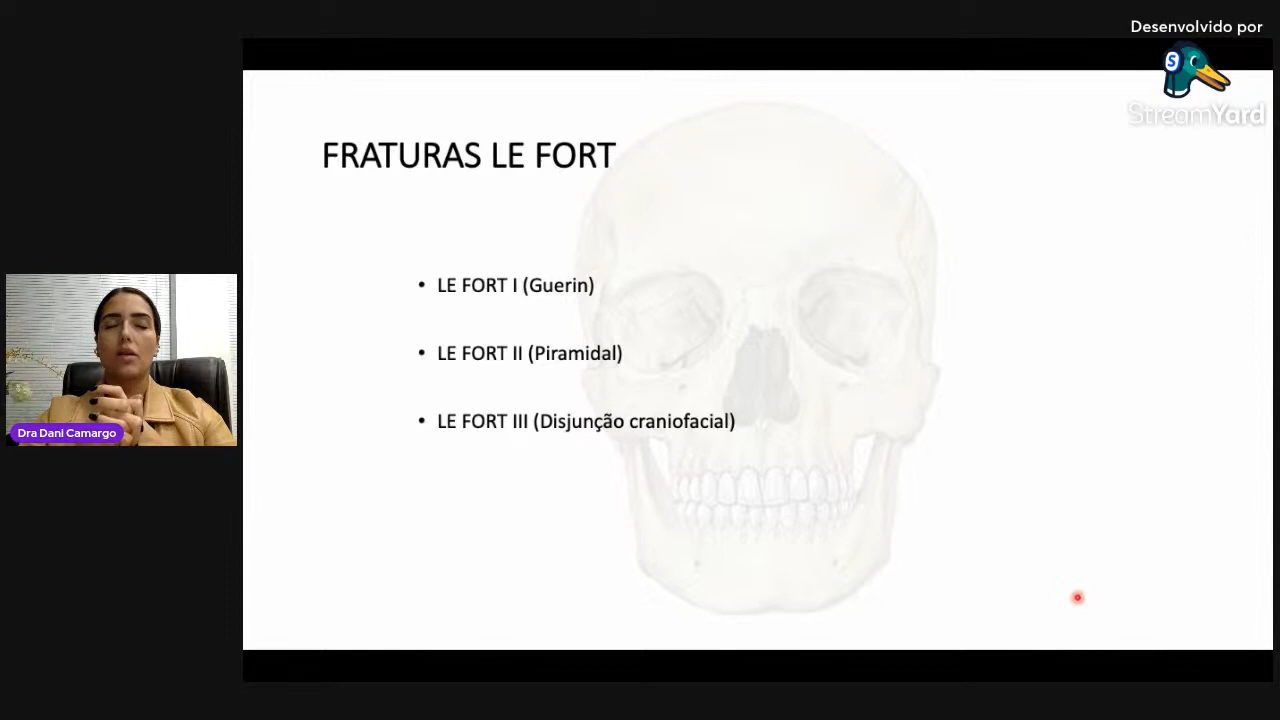 Desenvolvido por
S
StreamYard
FRATURAS LE FORT
• LE FORT I (Guerin)
• LE FORT II (Piramidal)
• LE FORT III (Disjunção craniofacial)
Dra Dani Camargo